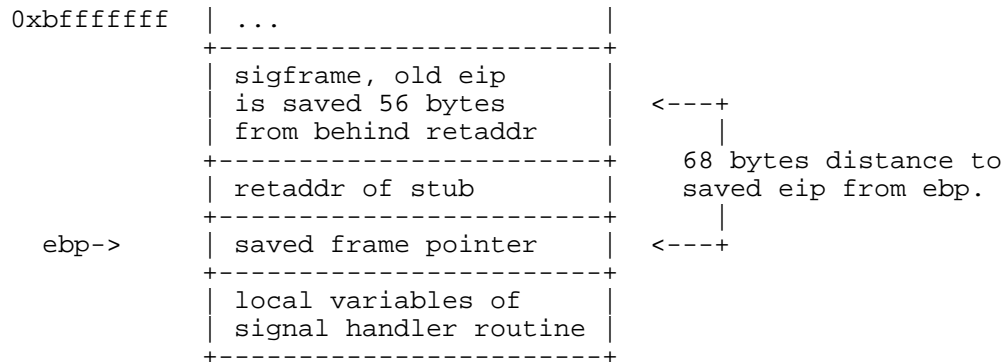 0xbfffffff  | ...                     |
            +-------------------------+
            | sigframe, old eip       |
            | is saved 56 bytes       |   <---+
            | from behind retaddr     |       |
            +-------------------------+    68 bytes distance to
            | retaddr of stub         |    saved eip from ebp.
            +-------------------------+       |
  ebp->     | saved frame pointer     |   <---+
            +-------------------------+
            | local variables of      |
            | signal handler routine  |
            +-------------------------+